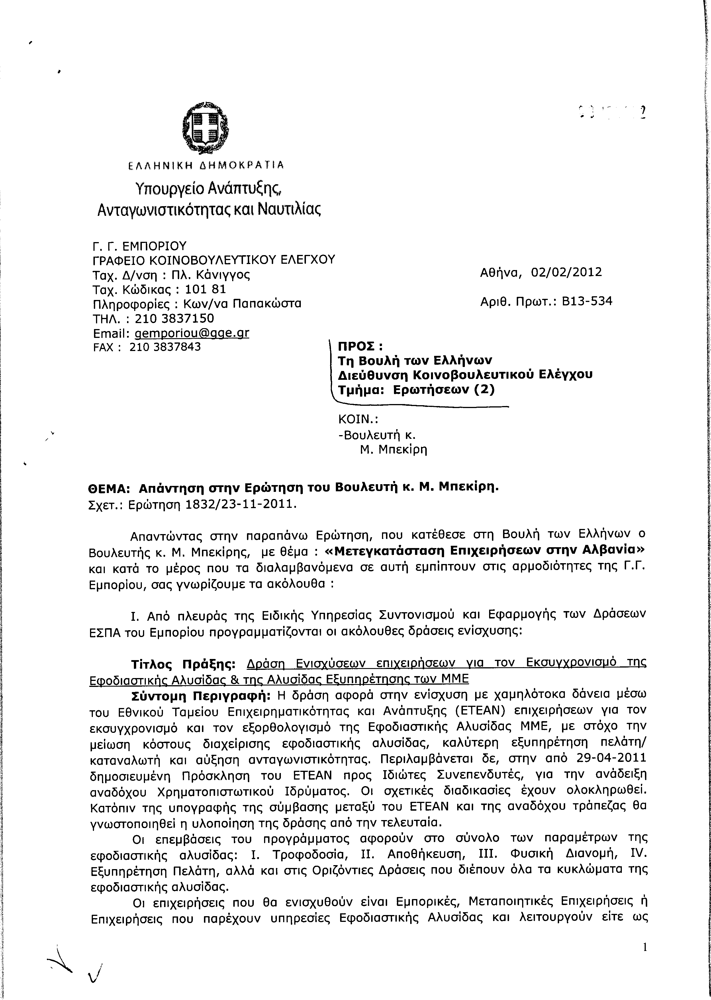 ΕΛΛΗΝΙΚΗ ΔΗΜΟΚΡΑΤΙΑ
Υπουργείο Ανάπτυξης,
Ανταγωνιστικότητας και Ναυτιλίας
Γ. Γ. ΕΜΠΟΡΙΟΥ
ΓΡΑΦΕΙΟ ΚΟΙΝΟΒΟΥΛΕΥΤΙΚΟΥ ΕΛΕΓΧΟΥ
Ταχ. Δ/νση : Πλ. Κάνιγγος
Ταχ. Κώδικας : 101 81
Πληροφορίες : Κων/να Παπακώστα
ΤΗΛ. : 210 3837150
Email: gemporiou@gge.gr
FAX : 210 3837843
Αθήνα, 02/02/2012
Αριθ. Πρωτ.: Β13-534
ΠΡΟΣ :
Τη Βουλή των Ελλήνων
Διεύθυνση Κοινοβουλευτικού Ελέγχου
Τμήμα: Ερωτήσεων (2)
ΚΟΙΝ.:
-Βουλευτή κ.
Μ. Μπεκίρη
ΘΕΜΑ: Απάντηση στην Ερώτηση του Βουλευτή κ. Μ. Μπεκίρη.
Σχετ.: Ερώτηση 1832/23-11-2011.
Απαντώντας στην παραπάνω Ερώτηση, που κατέθεσε στη Βουλή των Ελλήνων ο
Βουλευτής κ. Μ. Μπεκίρης, με θέμα : «Μετεγκατάσταση Επιχειρήσεων στην Αλβανία»
και κατά το μέρος που τα διαλαμβανόμενα σε αυτή εμπίπτουν στις αρμοδιότητες της Γ.Γ.
Εμπορίου, σας γνωρίζουμε τα ακόλουθα :
Ι. Από πλευράς της Ειδικής Υπηρεσίας Συντονισμού και Εφαρμογής των Δράσεων
ΕΣΠΑ του Εμπορίου προγραμματίζονται οι ακόλουθες δράσεις ενίσχυσης:
Τίτλος Πράξης: Δράση Ενισχύσεων επιχειρήσεων για τον Εκσυγχρονισμό της
Εφοδιαστικής Αλυσίδας & της Αλυσίδας Εξυπηρέτησης των ΜΜΕ
Σύντομη Περιγραφή: Η δράση αφορά στην ενίσχυση με χαμηλότοκα δάνεια μέσω
του Εθνικού Ταμείου Επιχειρηματικότητας και Ανάπτυξης (ΕΤΕΑΝ) επιχειρήσεων για τον
εκσυγχρονισμό και τον εξορθολογισμό της Εφοδιαστικής Αλυσίδας ΜΜΕ, με στόχο την
μείωση κόστους διαχείρισης εφοδιαστικής αλυσίδας, καλύτερη εξυπηρέτηση πελάτη/
καταναλωτή και αύξηση ανταγωνιστικότητας. Περιλαμβάνεται δε, στην από 29-04-2011
δημοσιευμένη Πρόσκληση του ΕΤΕΑΝ προς Ιδιώτες Συνεπενδυτές, για την ανάδειξη
αναδόχου Χρηματοπιστωτικού Ιδρύματος. Οι σχετικές διαδικασίες έχουν ολοκληρωθεί.
Κατόπιν της υπογραφής της σύμβασης μεταξύ του ΕΤΕΑΝ και της αναδόχου τράπεζας θα
γνωστοποιηθεί η υλοποίηση της δράσης από την τελευταία.
Οι επεμβάσεις του προγράμματος αφορούν στο σύνολο των παραμέτρων της
εφοδιαστικής αλυσίδας: Ι. Τροφοδοσία, ΙΙ. Αποθήκευση, ΙΙΙ. Φυσική Διανομή, IV.
Εξυπηρέτηση Πελάτη, αλλά και στις Οριζόντιες Δράσεις που διέπουν όλα τα κυκλώματα της
εφοδιαστικής αλυσίδας.
Οι επιχειρήσεις που θα ενισχυθούν είναι Εμπορικές, Μεταποιητικές Επιχειρήσεις ή
Επιχειρήσεις που παρέχουν υπηρεσίες Εφοδιαστικής Αλυσίδας και λειτουργούν είτε ως
1